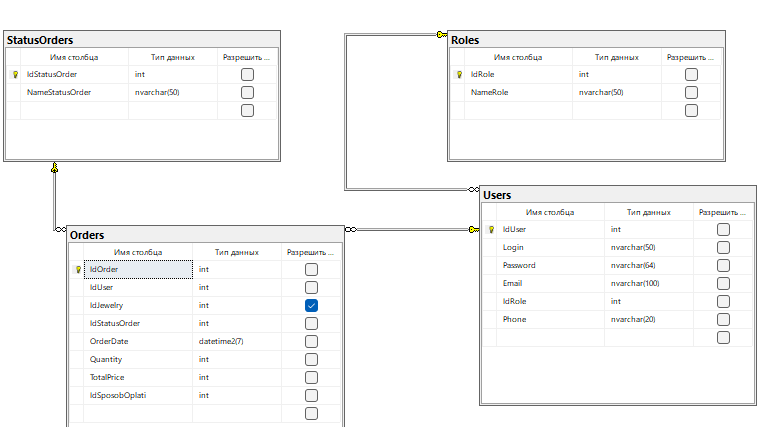 StatusOrders
Имя столбца Тип данных Разрешить ...
IdStatusOrder int
NameStatusOrder nvarchar(50)
Roles
Имя столбца Тип данных Разрешить ...
IdRole int
NameRole nvarchar(50)
Orders
Имя столбца Тип данных Разрешить ...
IdOrder int
IdUser int
IdJewelry int
IdStatusOrder int
OrderDate datetime2(7)
Quantity int
TotalPrice int
IdSposobOplati int
Users
Имя столбца Тип данных Разрешить ...
IdUser int
Login nvarchar(50)
Password nvarchar(64)
Email nvarchar(100)
IdRole int
Phone nvarchar(20)